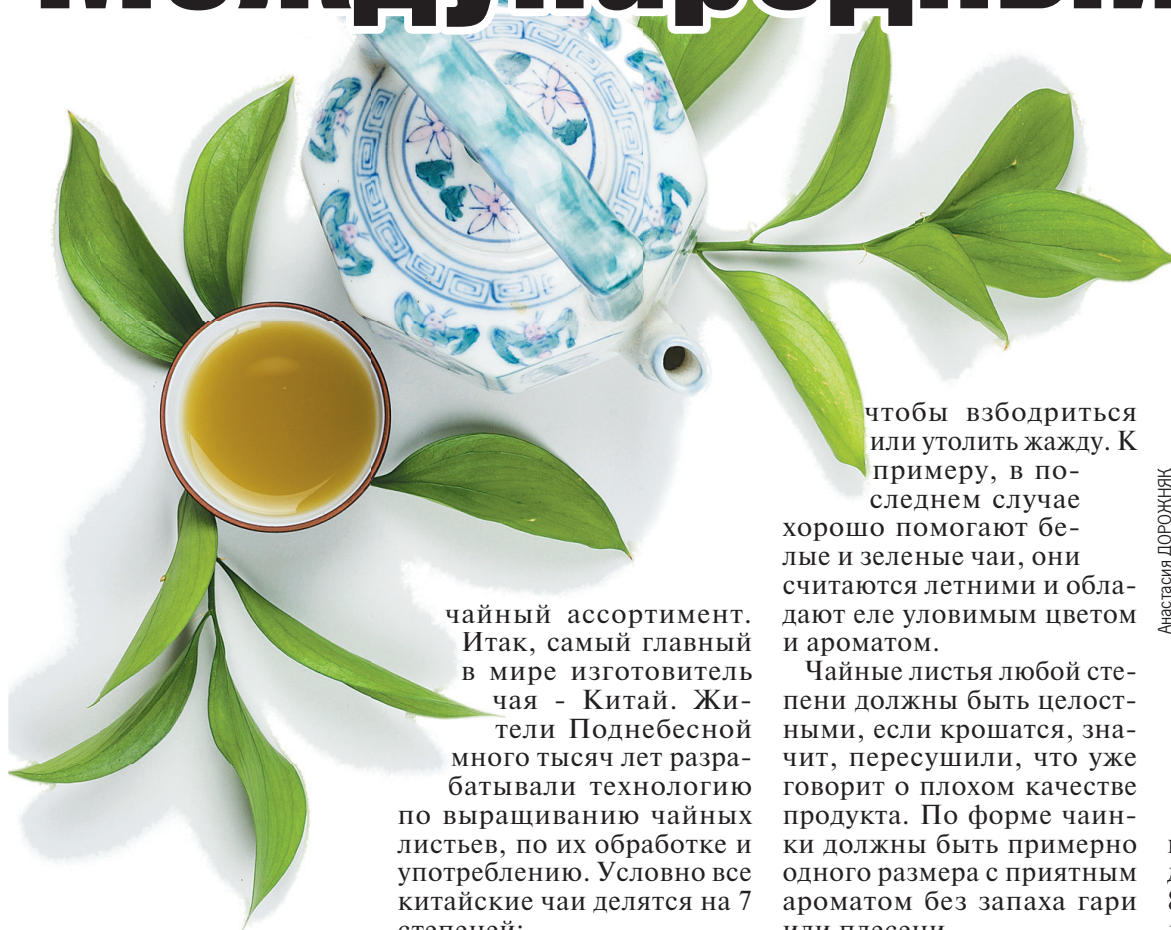 Международный
чайный ассортимент.
Итак, самый главный
в мире изготовитель
чая - Китай. Жи-
тели Поднебесной
много тысяч лет разра-
батывали технологию
по выращиванию чайных
листьев, по их обработке и
употреблению. Условно все
китайские чаи делятся на 7
степеней:
чтобы взбодриться
или утолить жажду. К
примеру, в по-
следнем случае
хорошо помогают бе-
лые и зеленые чаи, они
считаются летними и обла-
дают еле уловимым цветом
и ароматом.
Чайные листья любой сте-
пени должны быть целост-
ными, если крошатся, зна-
чит, пересушили, что уже
говорит о плохом качестве
продукта. По форме чаин-
ки должны быть примерно
одного размера с приятным
ароматом без запаха гари
или плесени.
Анастасия ДОРОЖНЯК